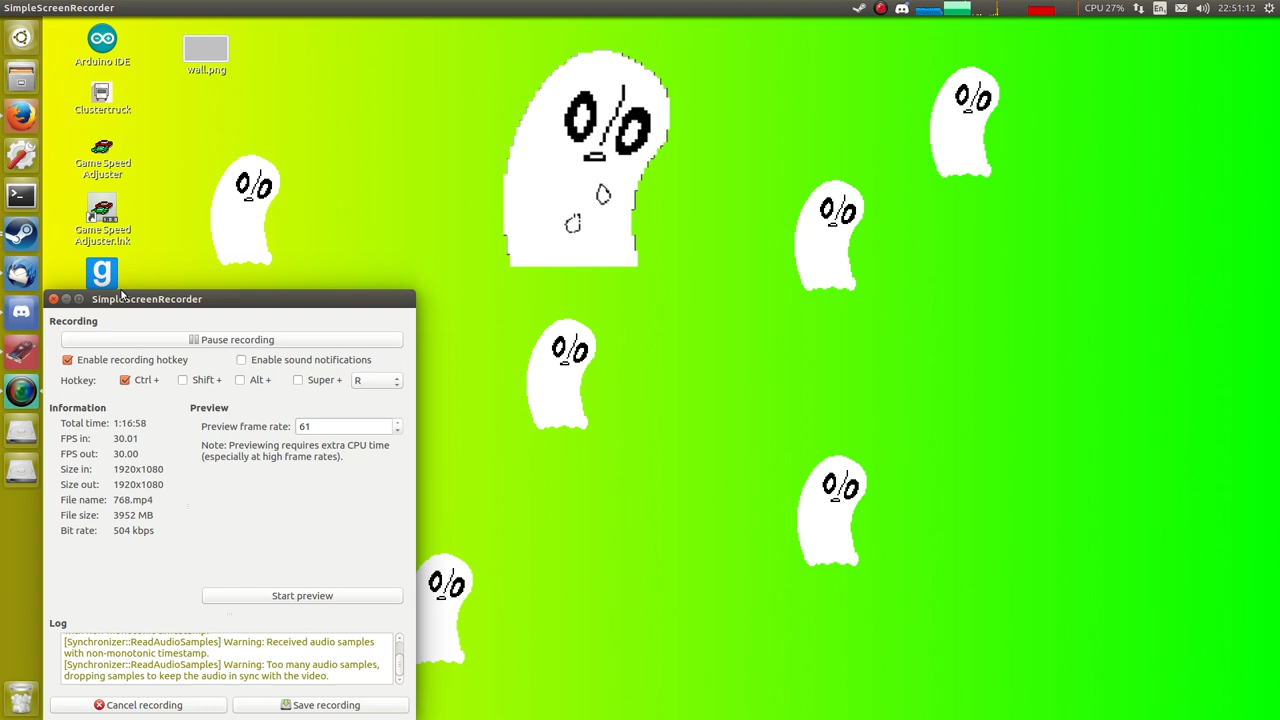 SimpleScreenRecorder
CPU 27%
En
22:51:12
Arduino IDE
wall.png
Clustertruck
Game Speed
Adjuster
Game Speed
Adjuster.lnk
g
SimpleScreenRecorder
Recording
Pause recording
Enable recording hotkey
Enable sound notifications
Hotkey:
Ctrl +
Shift +
Alt +
Super +
R
Information
Total time: 1:16:58
FPS in: 30.01
FPS out: 30.00
Size in: 1920x1080
Size out: 1920x1080
File name: 768.mp4
File size: 3952 MB
Bit rate: 504 kbps
Preview
Preview frame rate: 61
Note: Previewing requires extra CPU time
(especially at high frame rates).
Start preview
Log
with non-monotonic timestamp.
[Synchronizer::ReadAudioSamples] Warning: Received audio samples
with non-monotonic timestamp.
[Synchronizer::ReadAudioSamples] Warning: Too many audio samples,
dropping samples to keep the audio in sync with the video.
Cancel recording
Save recording